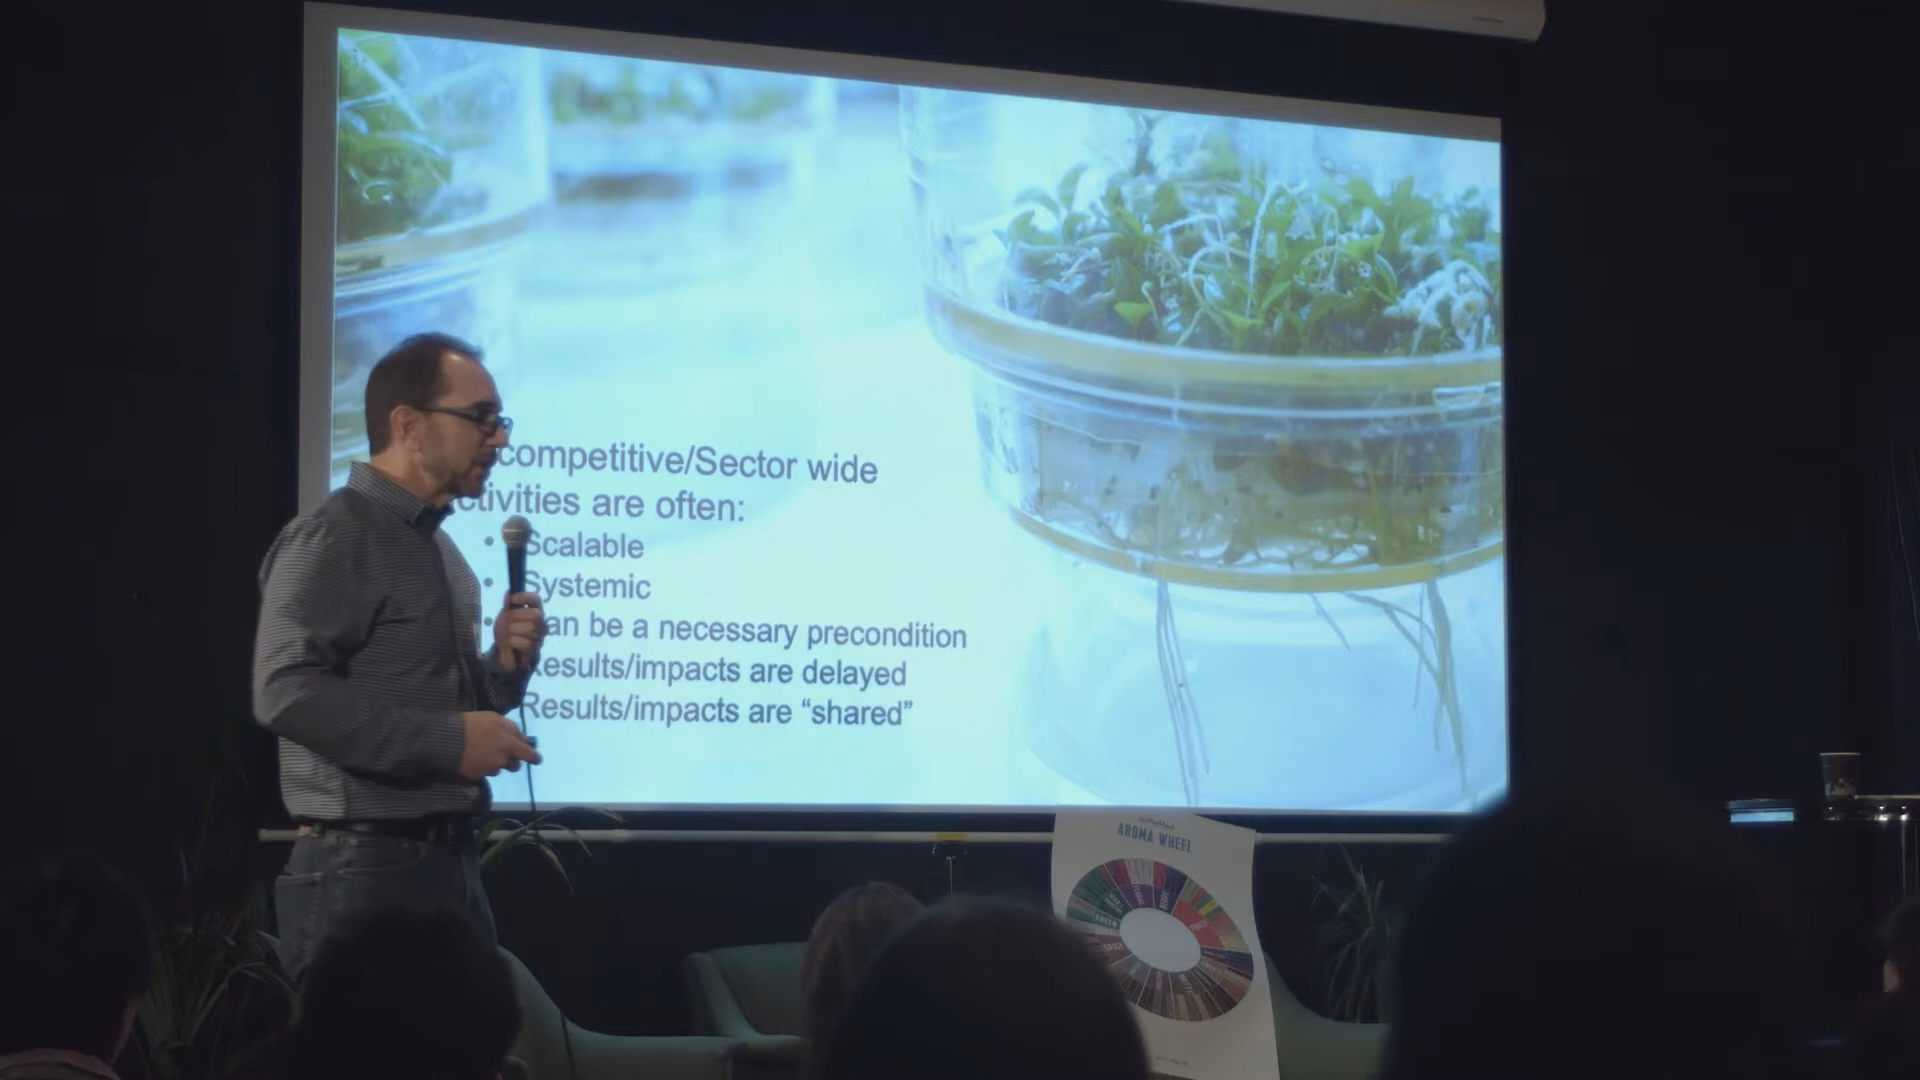 competitive/Sector wide
ctivities are often:
• Scalable
• Systemic
• an be a necessary precondition
esults/impacts are delayed
Results/impacts are “shared”
AROMA WHEEL